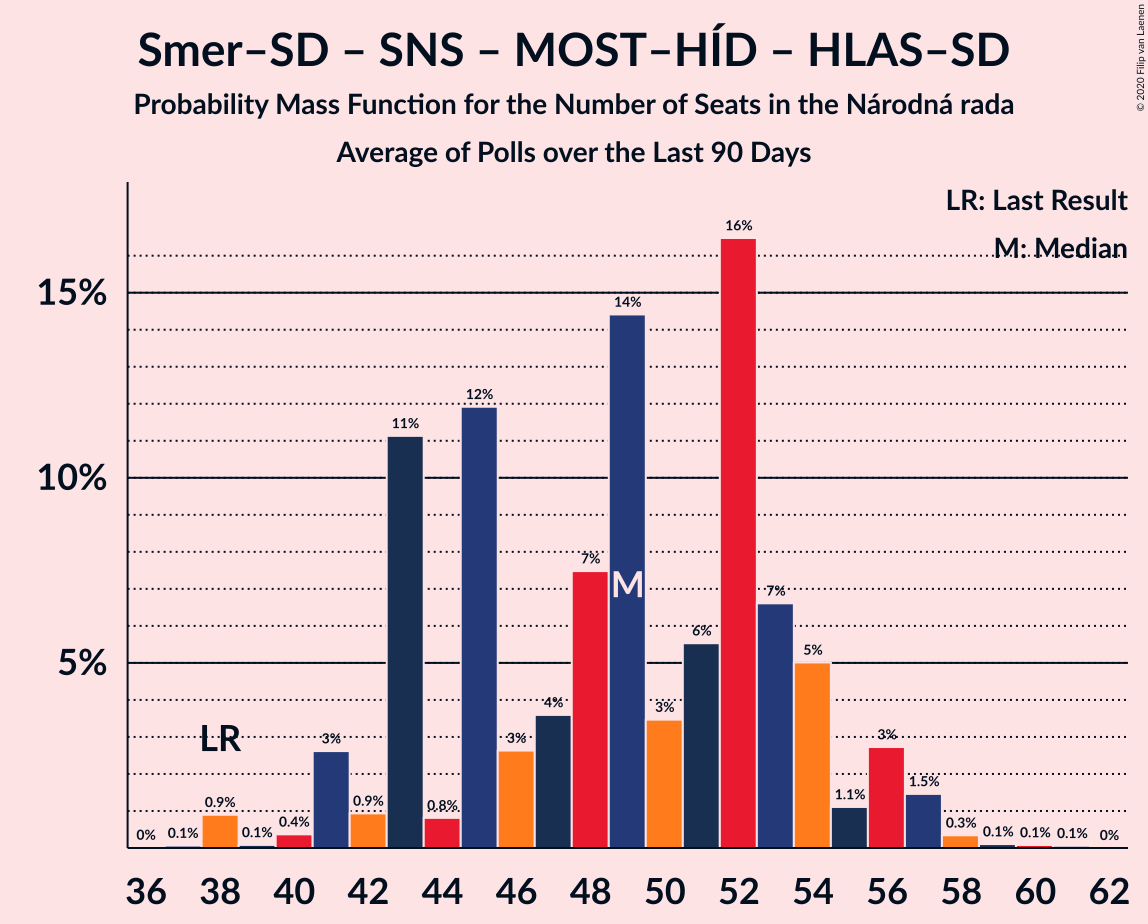 Smer–SD – SNS – MOST–HÍD – HLAS–SD
Probability Mass Function for the Number of Seats in the Národná rada
Average of Polls over the Last 90 Days
© 2020 Filip van Laenen
LR: Last Result
M: Median
15%
10%
5%
0% 0.1% 0.9% 0.1% 0.4% 3% 0.9% 11% 0.8% 12% 3% 4% 7% 14% 3% 6% 16% 7% 5% 1.1% 3% 1.5% 0.3% 0.1% 0.1% 0.1% 0%
LR
M
36 38 40 42 44 46 48 50 52 54 56 58 60 62